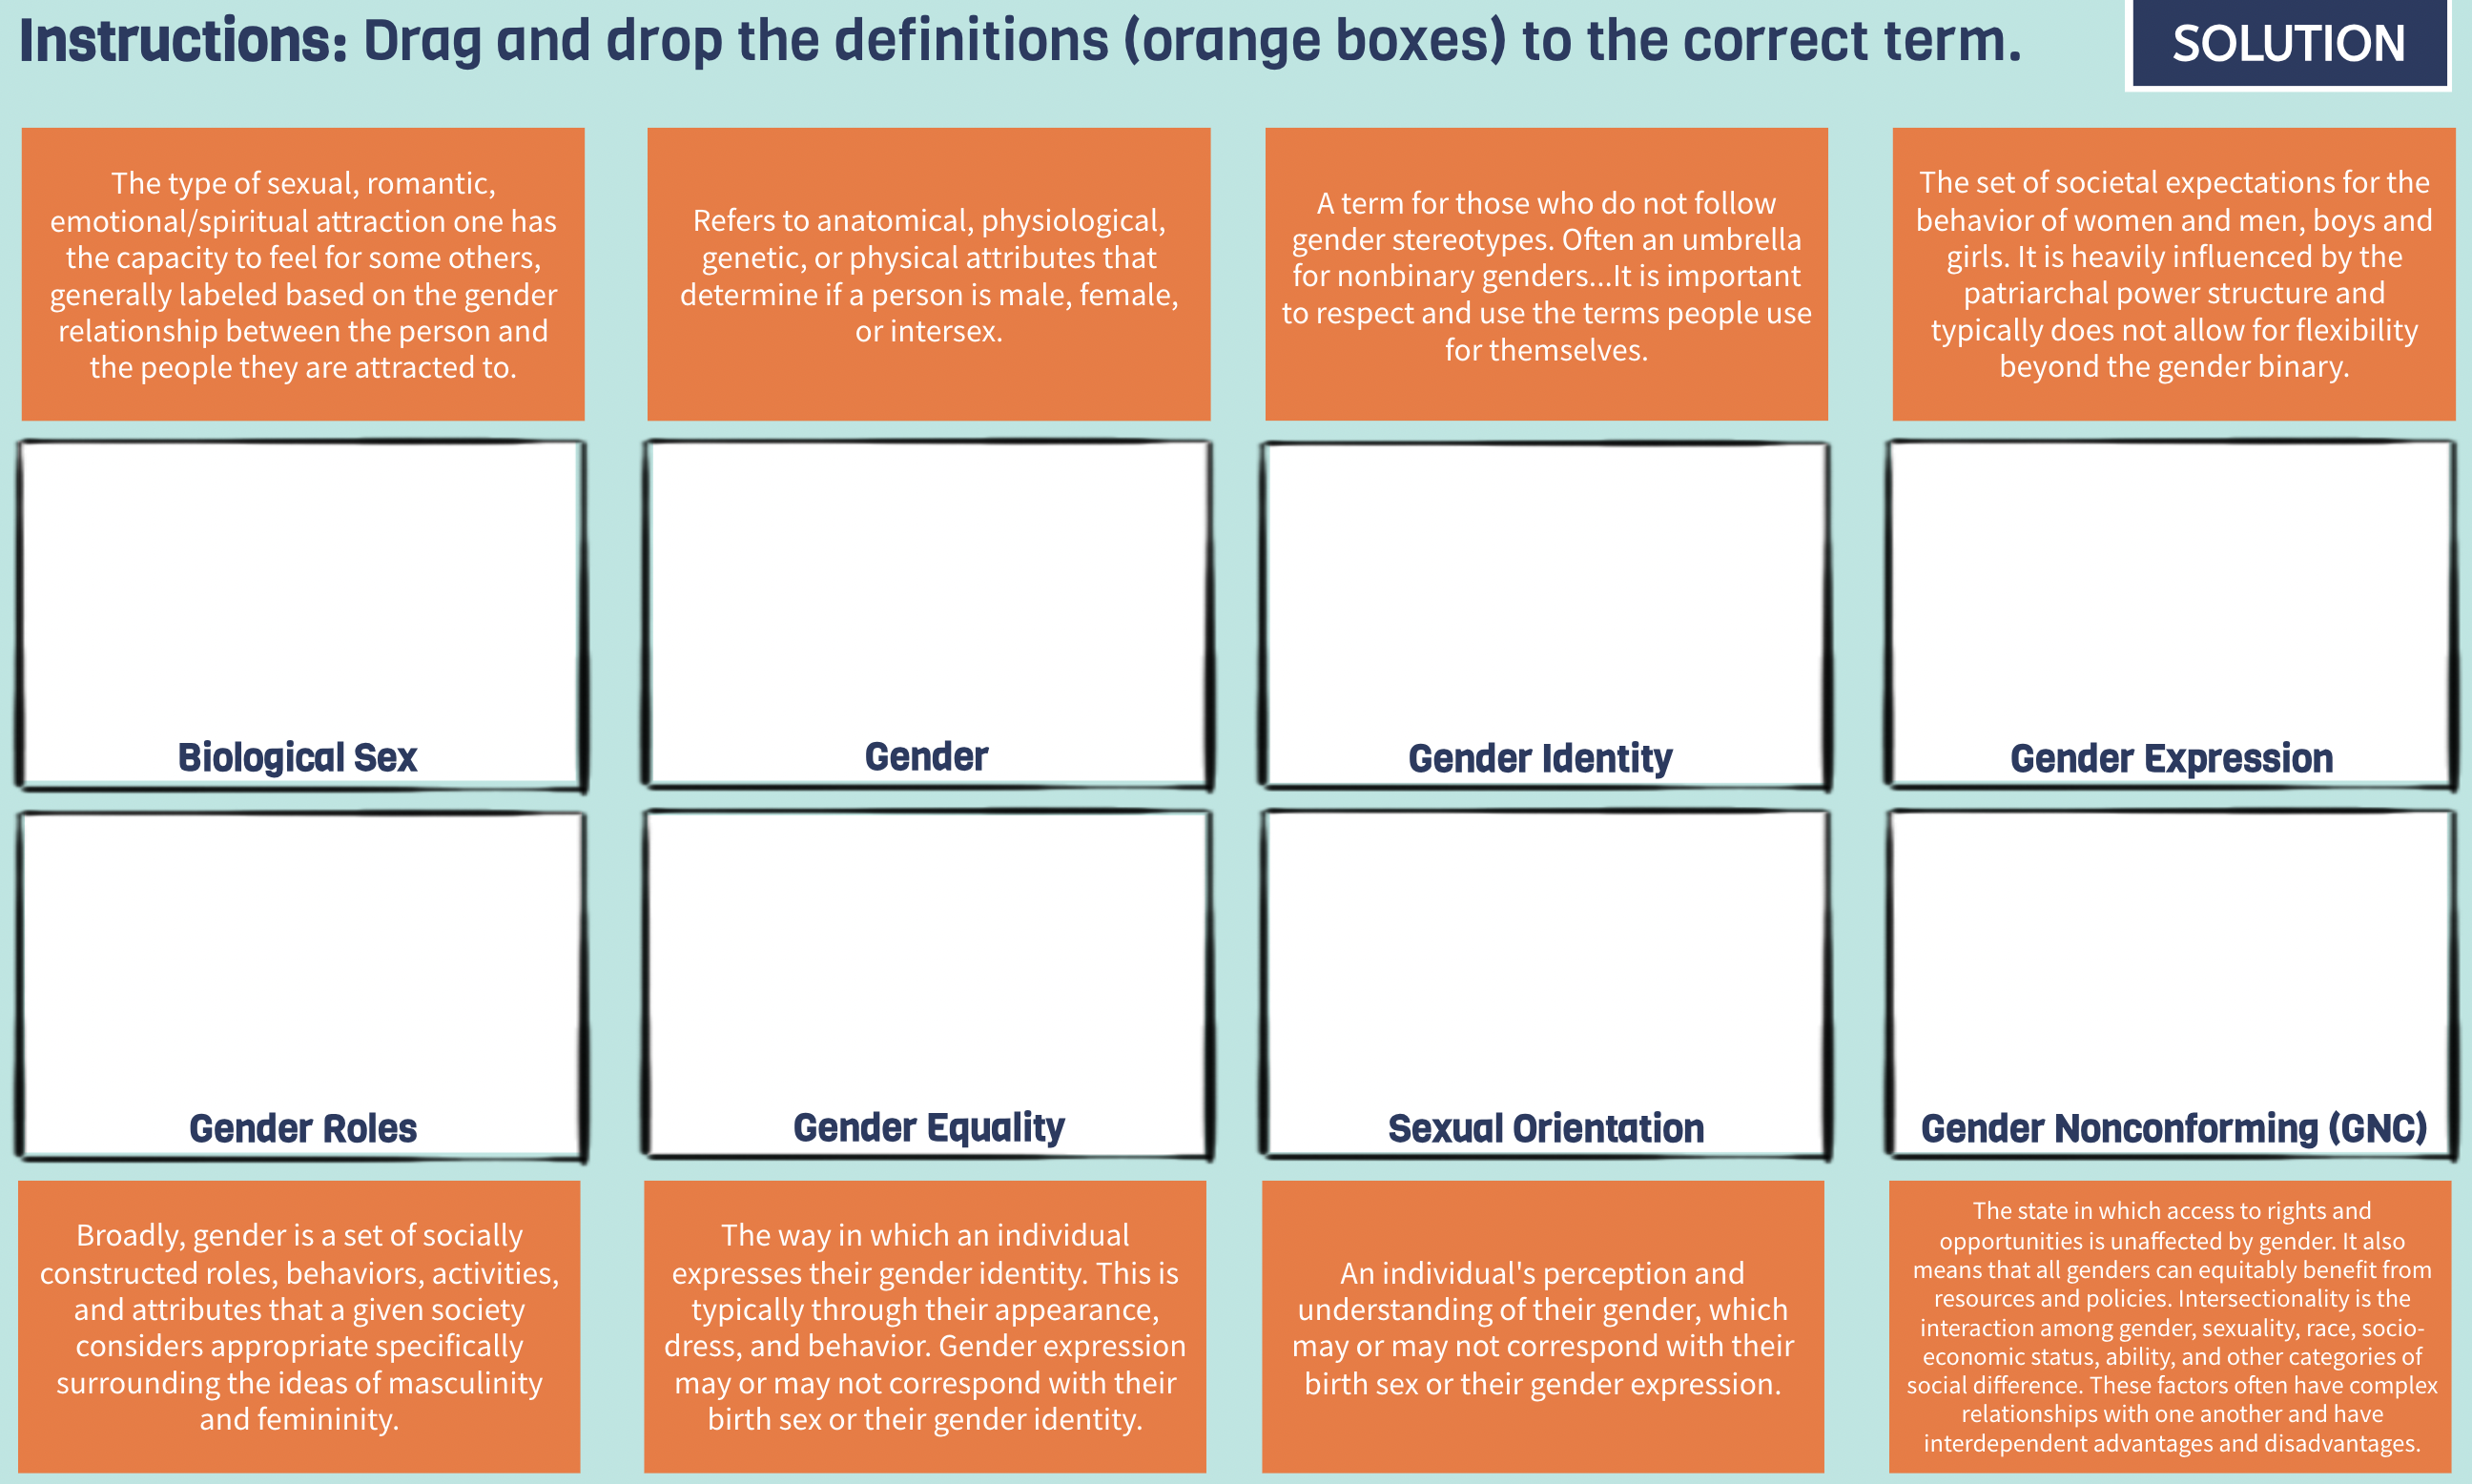 Instructions: Drag and drop the definitions (orange boxes) to the correct term.
SOLUTION
The type of sexual, romantic,
emotional/spiritual attraction one has
the capacity to feel for some others,
generally labeled based on the gender
relationship between the person and
the people they are attracted to.
Refers to anatomical, physiological,
genetic, or physical attributes that
determine if a person is male, female,
or intersex.
A term for those who do not follow
gender stereotypes. Often an umbrella
for nonbinary genders...It is important
to respect and use the terms people use
for themselves.
The set of societal expectations for the
behavior of women and men, boys and
girls. It is heavily influenced by the
patriarchal power structure and
typically does not allow for flexibility
beyond the gender binary.
Biological Sex
Gender
Gender Identity
Gender Expression
Gender Roles
Gender Equality
Sexual Orientation
Gender Nonconforming (GNC)
Broadly, gender is a set of socially
constructed roles, behaviors, activities,
and attributes that a given society
considers appropriate specifically
surrounding the ideas of masculinity
and femininity.
The way in which an individual
expresses their gender identity. This is
typically through their appearance,
dress, and behavior. Gender expression
may or may not correspond with their
birth sex or their gender identity.
An individual's perception and
understanding of their gender, which
may or may not correspond with their
birth sex or their gender expression.
The state in which access to rights and
opportunities is unaffected by gender. It also
means that all genders can equitably benefit from
resources and policies. Intersectionality is the
interaction among gender, sexuality, race, socio-
economic status, ability, and other categories of
social difference. These factors often have complex
relationships with one another and have
interdependent advantages and disadvantages.